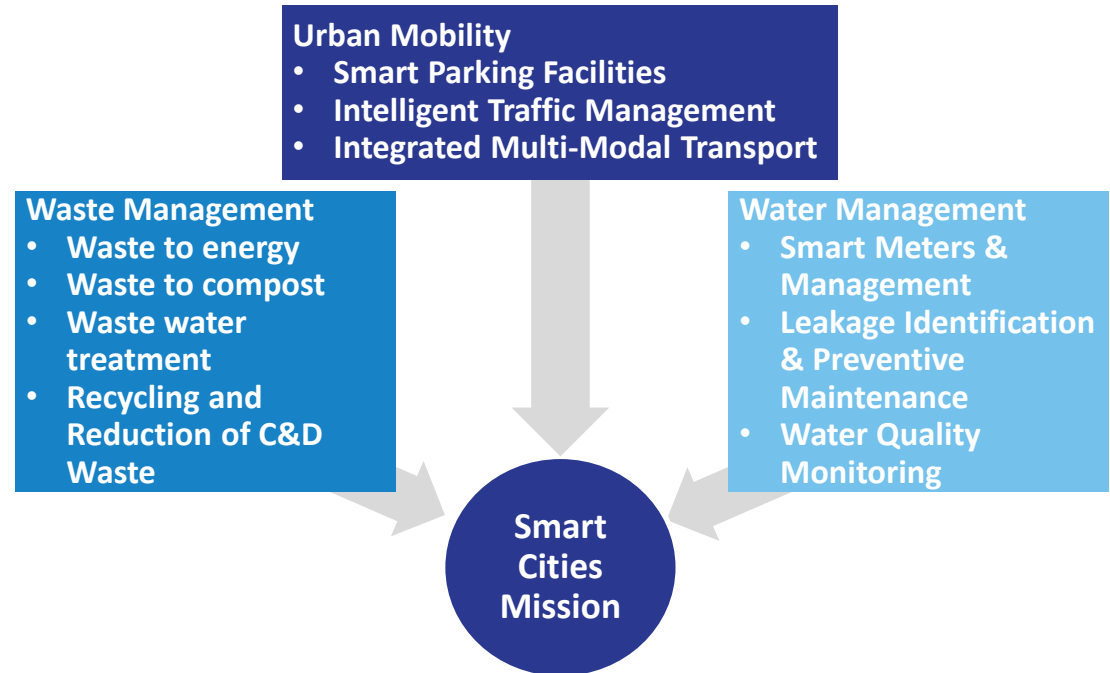 Urban Mobility
• Smart Parking Facilities
• Intelligent Traffic Management
• Integrated Multi-Modal Transport
Waste Management
• Waste to energy
• Waste to compost
• Waste water
treatment
• Recycling and
Reduction of C&D
Waste
Water Management
• Smart Meters &
Management
• Leakage Identification
& Preventive
Maintenance
• Water Quality
Monitoring
Smart
Cities
Mission